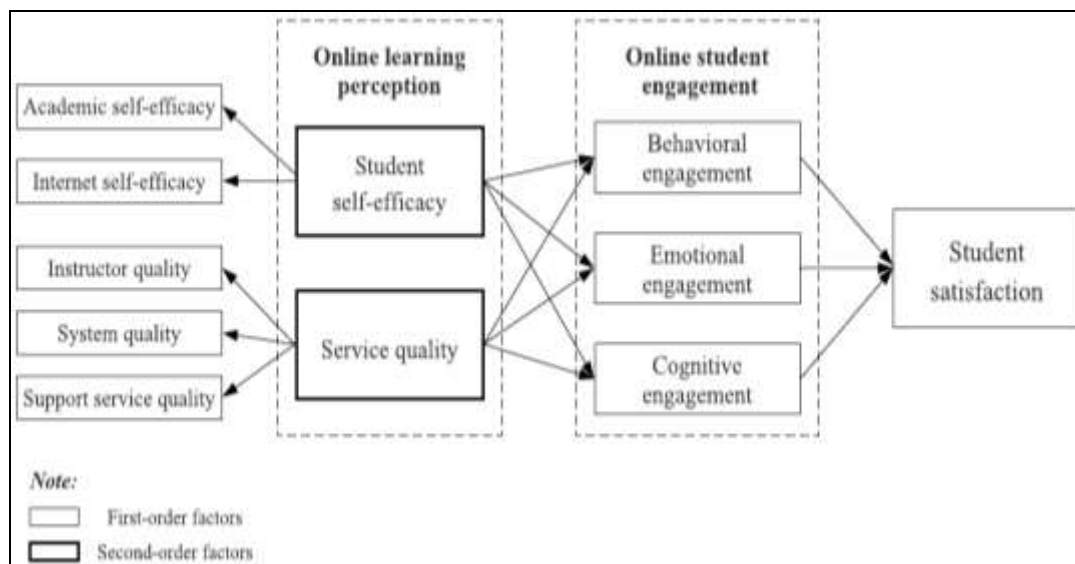 Online learning
perception
Online student
engagement
Academic self-efficacy
Internet self-efficacy
Instructor quality
System quality
Support service quality
Student
self-efficacy
Service quality
Behavioral
engagement
Emotional
engagement
Cognitive
engagement
Student
satisfaction
Note:
First-order factors
Second-order factors